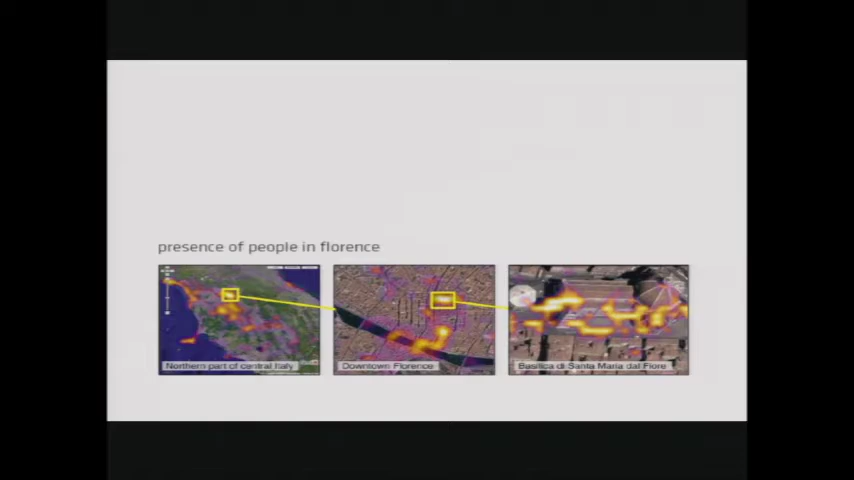 presence of people in florence
Northern part of central Italy
Downtown Florence
Basilica di Santa Maria dal Fiore